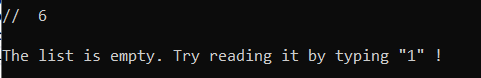 //  6
The list is empty. Try reading it by typing "1" !